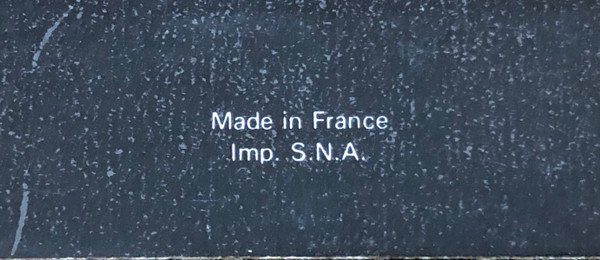 Made in France
Imp. S.N.A.